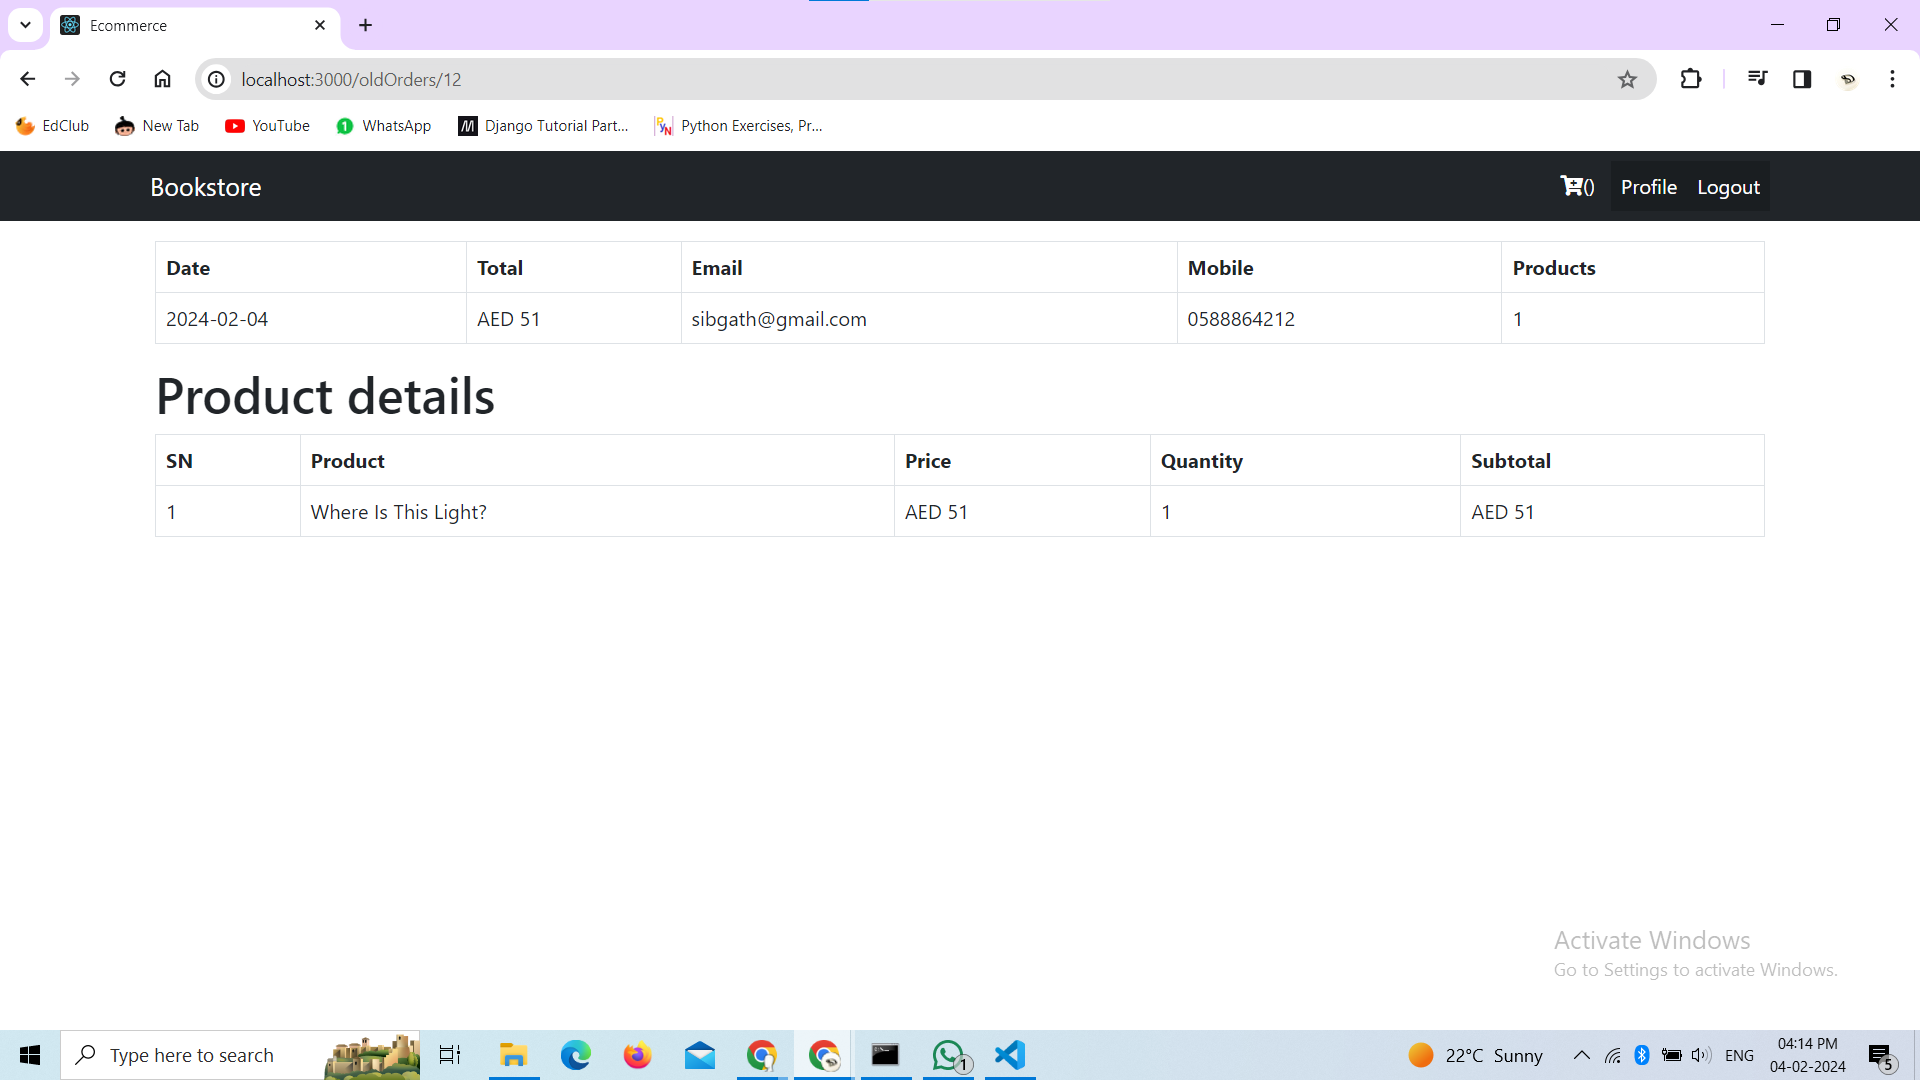 Ecommerce
localhost:3000/oldOrders/12
EdClub New Tab YouTube 1 WhatsApp M Django Tutorial Part... PyN Python Exercises, Pr...
Bookstore () Profile Logout
Date Total Email Mobile Products
2024-02-04 AED 51 sibgath@gmail.com 0588864212 1
Product details
SN Product Price Quantity Subtotal
1 Where Is This Light? AED 51 1 AED 51
Activate Windows
Go to Settings to activate Windows.
Type here to search 1 22°C Sunny ENG 04:14 PM
04-02-2024 5